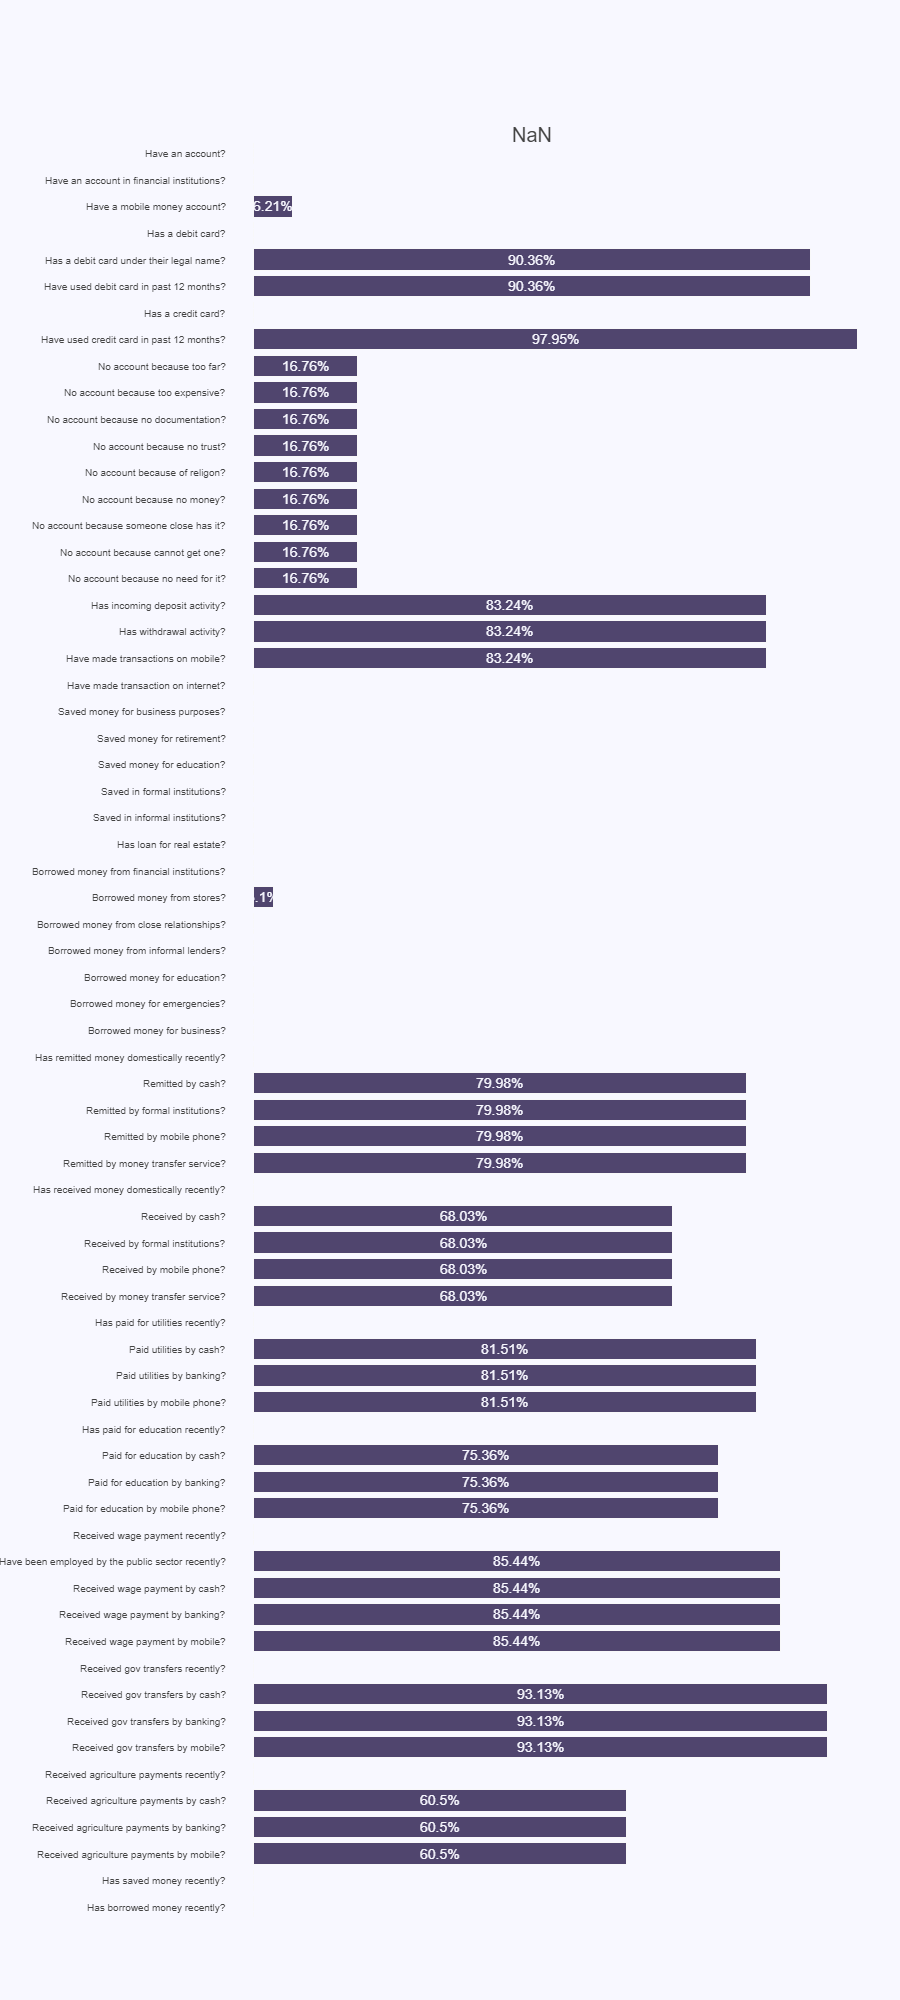 NaN
Have an account?
Have an account in financial institutions?
Have a mobile money account? 6.21%
Has a debit card?
Has a debit card under their legal name? 90.36%
Have used debit card in past 12 months? 90.36%
Has a credit card?
Have used credit card in past 12 months? 97.95%
No account because too far? 16.76%
No account because too expensive? 16.76%
No account because no documentation? 16.76%
No account because no trust? 16.76%
No account because of religon? 16.76%
No account because no money? 16.76%
No account because someone close has it? 16.76%
No account because cannot get one? 16.76%
No account because no need for it? 16.76%
Has incoming deposit activity? 83.24%
Has withdrawal activity? 83.24%
Have made transactions on mobile? 83.24%
Have made transaction on internet?
Saved money for business purposes?
Saved money for retirement?
Saved money for education?
Saved in formal institutions?
Saved in informal institutions?
Has loan for real estate?
Borrowed money from financial institutions?
Borrowed money from stores? .1%
Borrowed money from close relationships?
Borrowed money from informal lenders?
Borrowed money for education?
Borrowed money for emergencies?
Borrowed money for business?
Has remitted money domestically recently?
Remitted by cash? 79.98%
Remitted by formal institutions? 79.98%
Remitted by mobile phone? 79.98%
Remitted by money transfer service? 79.98%
Has received money domestically recently?
Received by cash? 68.03%
Received by formal institutions? 68.03%
Received by mobile phone? 68.03%
Received by money transfer service? 68.03%
Has paid for utilities recently?
Paid utilities by cash? 81.51%
Paid utilities by banking? 81.51%
Paid utilities by mobile phone? 81.51%
Has paid for education recently?
Paid for education by cash? 75.36%
Paid for education by banking? 75.36%
Paid for education by mobile phone? 75.36%
Received wage payment recently?
Have been employed by the public sector recently? 85.44%
Received wage payment by cash? 85.44%
Received wage payment by banking? 85.44%
Received wage payment by mobile? 85.44%
Received gov transfers recently?
Received gov transfers by cash? 93.13%
Received gov transfers by banking? 93.13%
Received gov transfers by mobile? 93.13%
Received agriculture payments recently?
Received agriculture payments by cash? 60.5%
Received agriculture payments by banking? 60.5%
Received agriculture payments by mobile? 60.5%
Has saved money recently?
Has borrowed money recently?